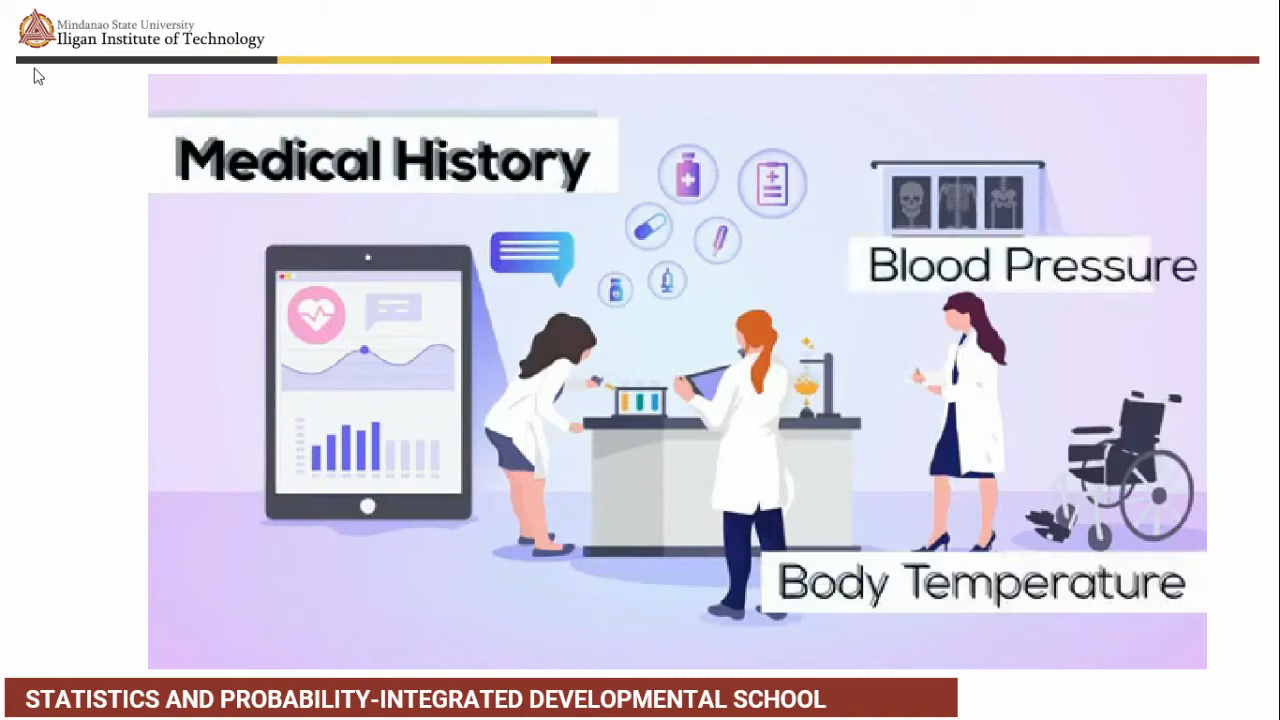 Mindanao State University
Iligan Institute of Technology
Medical History
Blood Pressure
Body Temperature
STATISTICS AND PROBABILITY-INTEGRATED DEVELOPMENTAL SCHOOL